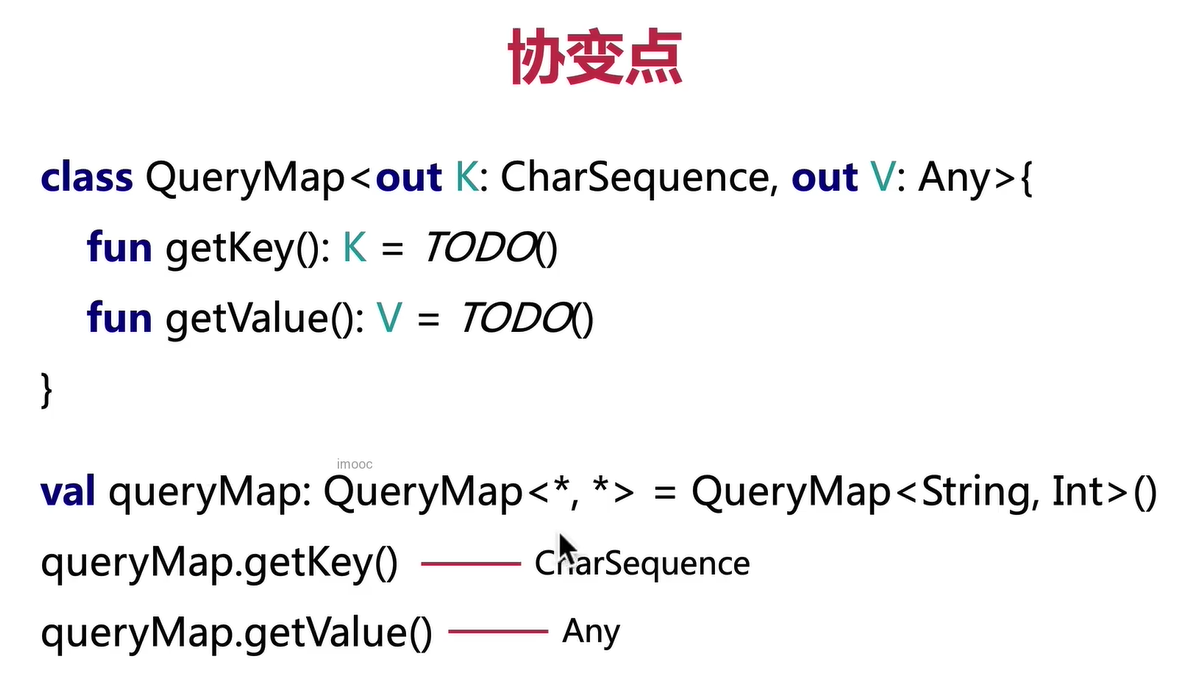 协变点
class QueryMap<out K: CharSequence, out V: Any>{
fun getKey(): K = TODO()
fun getValue(): V = TODO()
}
imooc
val queryMap: QueryMap<*, *> = QueryMap<String, Int>()
queryMap.getKey() CharSequence
queryMap.getValue() Any